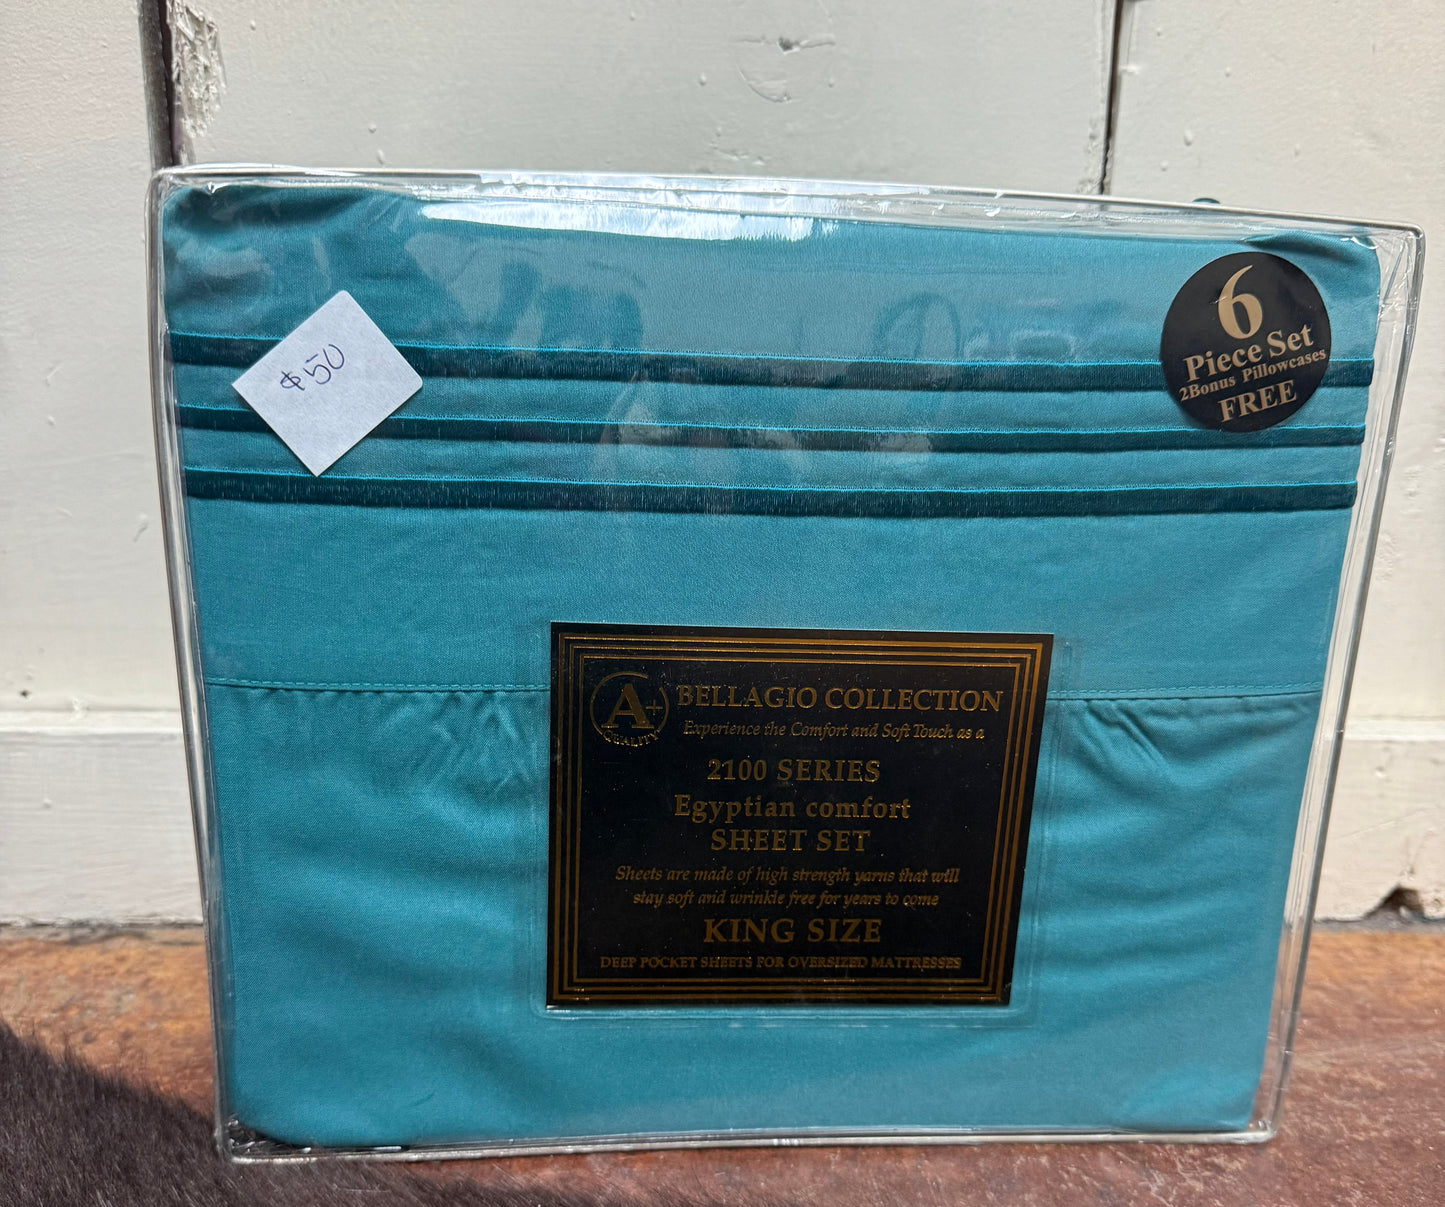 $50
6
Piece Set
2Bonus Pillowcases
FREE
A+
QUALITY
BELLAGIO COLLECTION
Experience the Comfort and Soft Touch as a
2100 SERIES
Egyptian comfort
SHEET SET
Sheets are made of high strength yarns that will
stay soft and wrinkle free for years to come
KING SIZE
DEEP POCKET SHEETS FOR OVERSIZED MATTRESSES